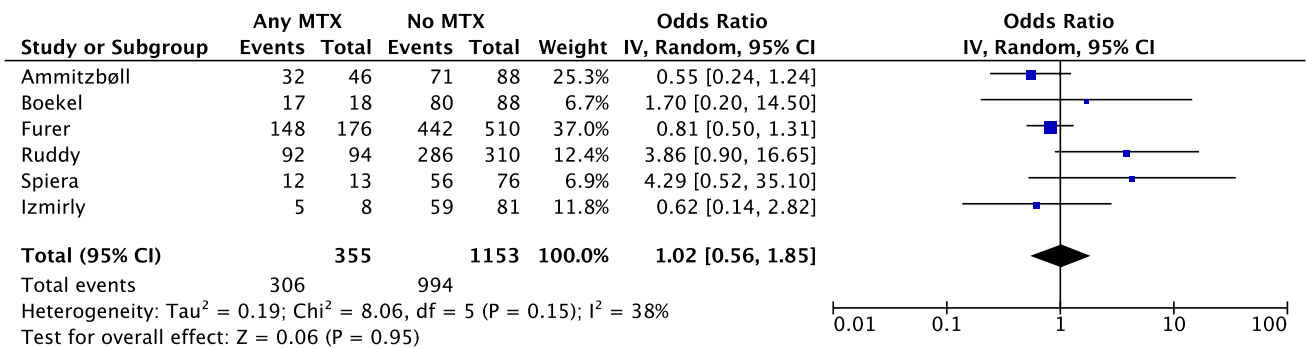 Any MTX No MTX Odds Ratio Odds Ratio
Study or Subgroup Events Total Events Total Weight IV, Random, 95% CI IV, Random, 95% CI
Ammitzbøll 32 46 71 88 25.3% 0.55 [0.24, 1.24]
Boekel 17 18 80 88 6.7% 1.70 [0.20, 14.50]
Furer 148 176 442 510 37.0% 0.81 [0.50, 1.31]
Ruddy 92 94 286 310 12.4% 3.86 [0.90, 16.65]
Spiera 12 13 56 76 6.9% 4.29 [0.52, 35.10]
Izmirly 5 8 59 81 11.8% 0.62 [0.14, 2.82]
Total (95% CI) 355 1153 100.0% 1.02 [0.56, 1.85]
Total events 306 994
Heterogeneity: Tau² = 0.19; Chi² = 8.06, df = 5 (P = 0.15); I² = 38%
Test for overall effect: Z = 0.06 (P = 0.95)
0.01 0.1 1 10 100